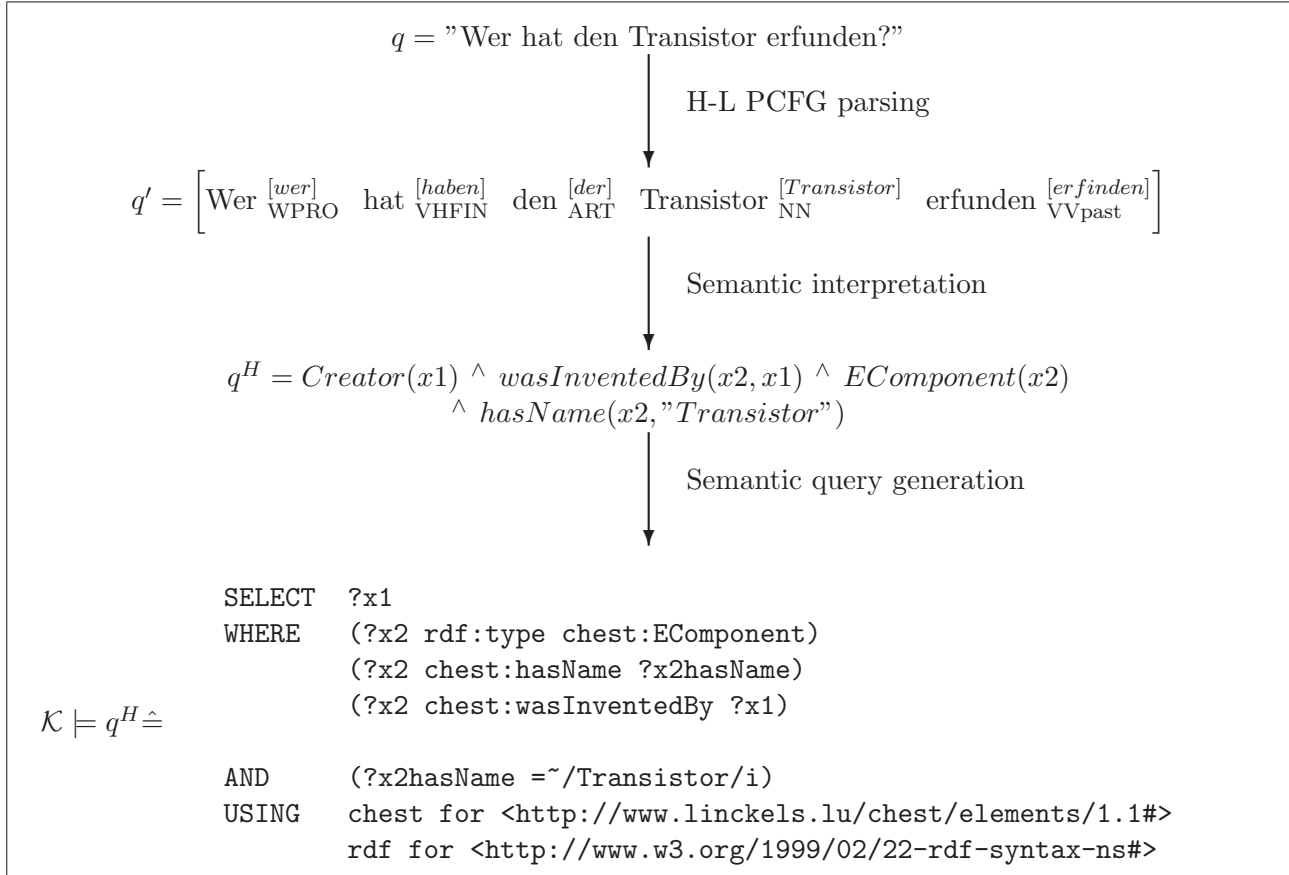 q = ”Wer hat den Transistor erfunden?”
H-L PCFG parsing
q′ = [Wer [wer] WPRO hat [haben] VHFIN den [der] ART Transistor [Transistor] NN erfunden [erfinden] VVpast]
Semantic interpretation
q^H = Creator(x1) ∧ wasInventedBy(x2, x1) ∧ EComponent(x2)
∧ hasName(x2, ”Transistor”)
Semantic query generation
SELECT ?x1
WHERE (?x2 rdf:type chest:EComponent)
(?x2 chest:hasName ?x2hasName)
(?x2 chest:wasInventedBy ?x1)
𝒦 ⊨ q^H ≙
AND (?x2hasName =~/Transistor/i)
USING chest for <http://www.linckels.lu/chest/elements/1.1#>
rdf for <http://www.w3.org/1999/02/22-rdf-syntax-ns#>